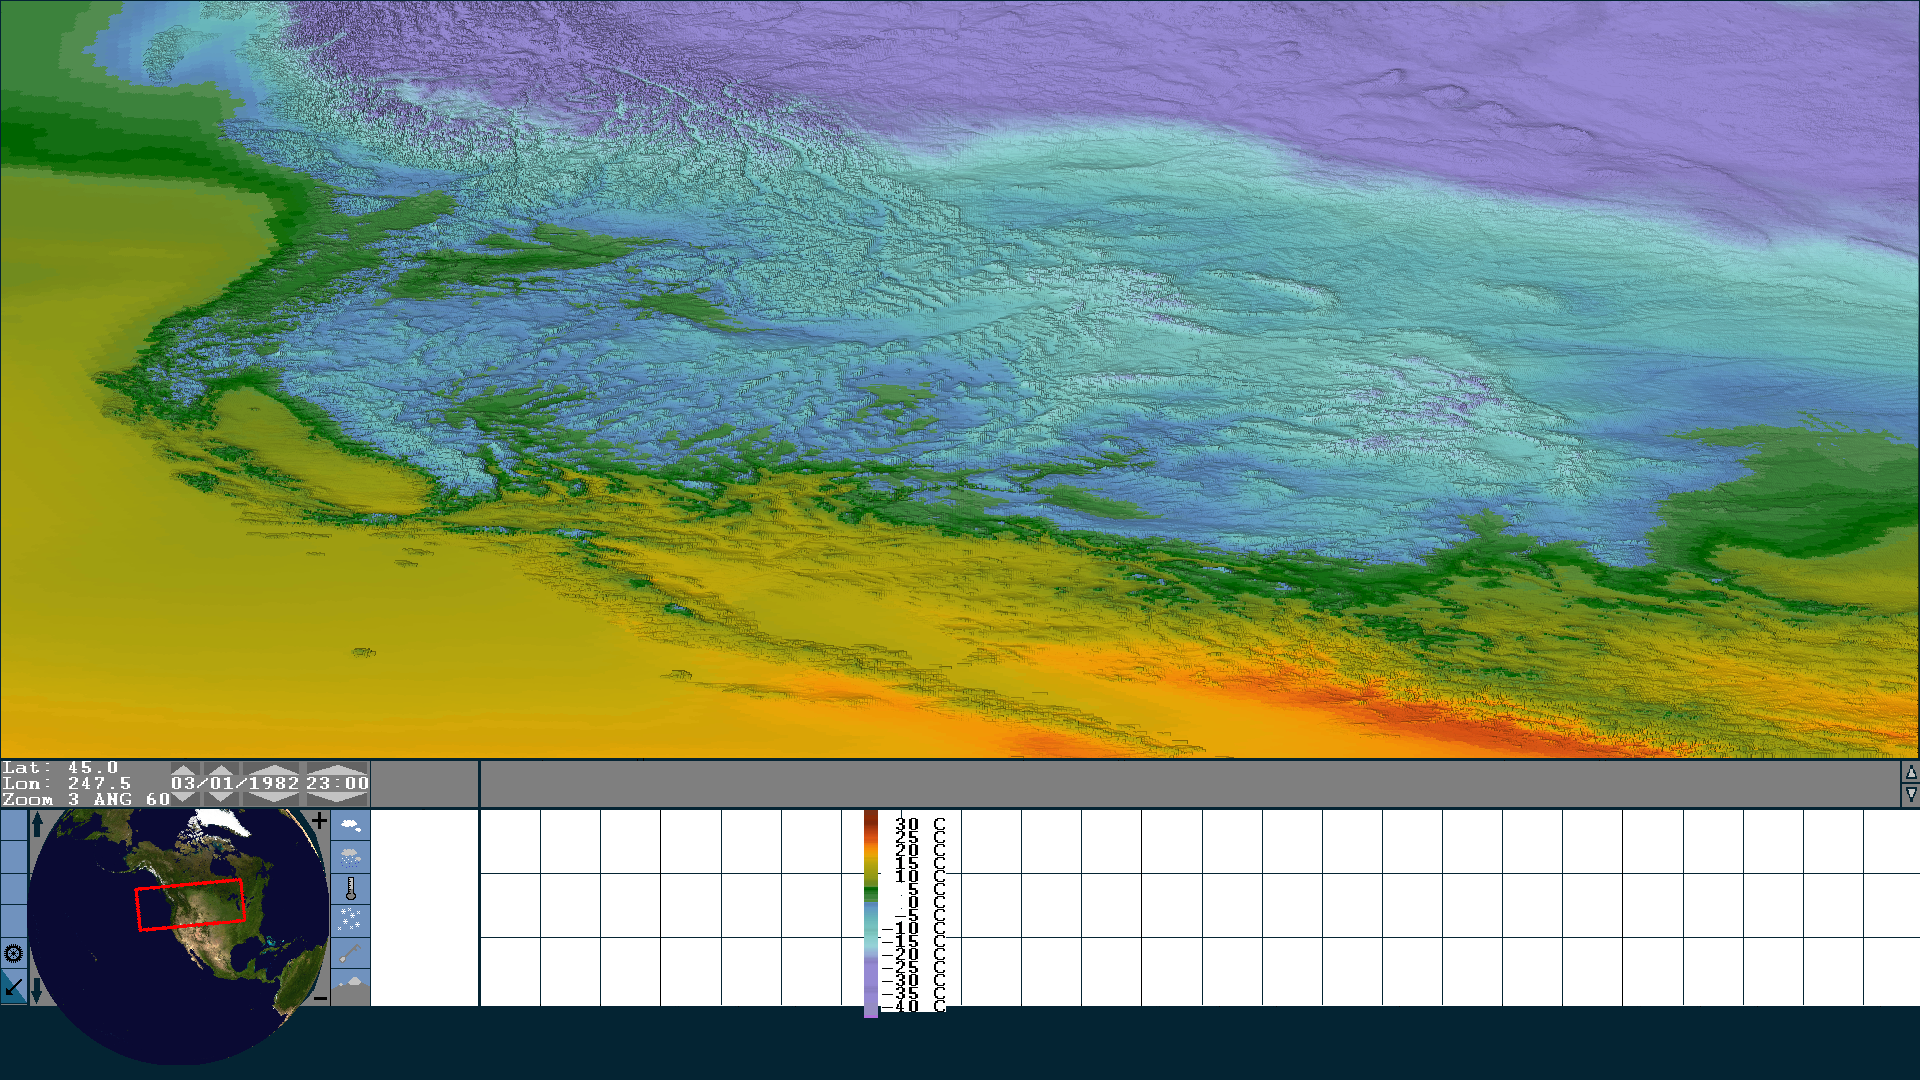 Lat: 45.0
Lon: 247.5
03/01/1982 23:00
Zoom 3 ANG 60
+
−
30 C
25 C
20 C
15 C
10 C
5 C
0 C
-5 C
-10 C
-15 C
-20 C
-25 C
-30 C
-35 C
-40 C